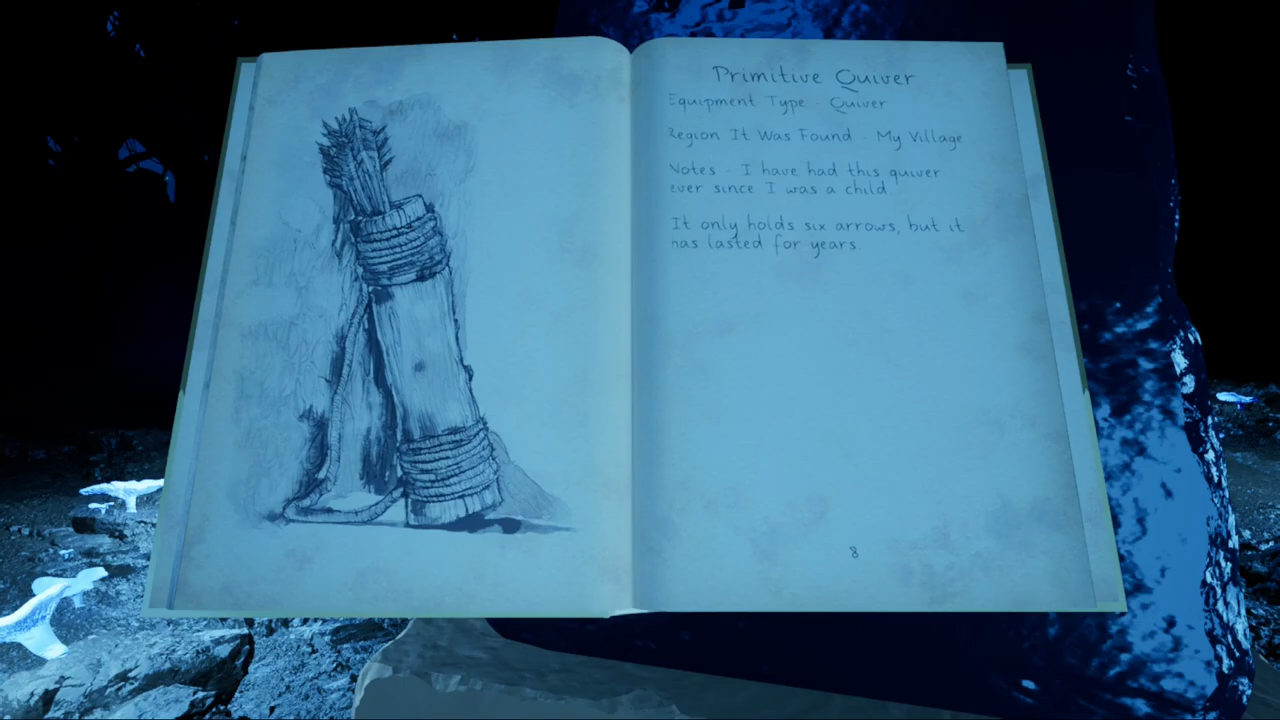 Primitive Quiver
Equipment Type - Quiver
Region It Was Found - My Village
Notes - I have had this quiver
ever since I was a child.
It only holds six arrows, but it
has lasted for years.
8